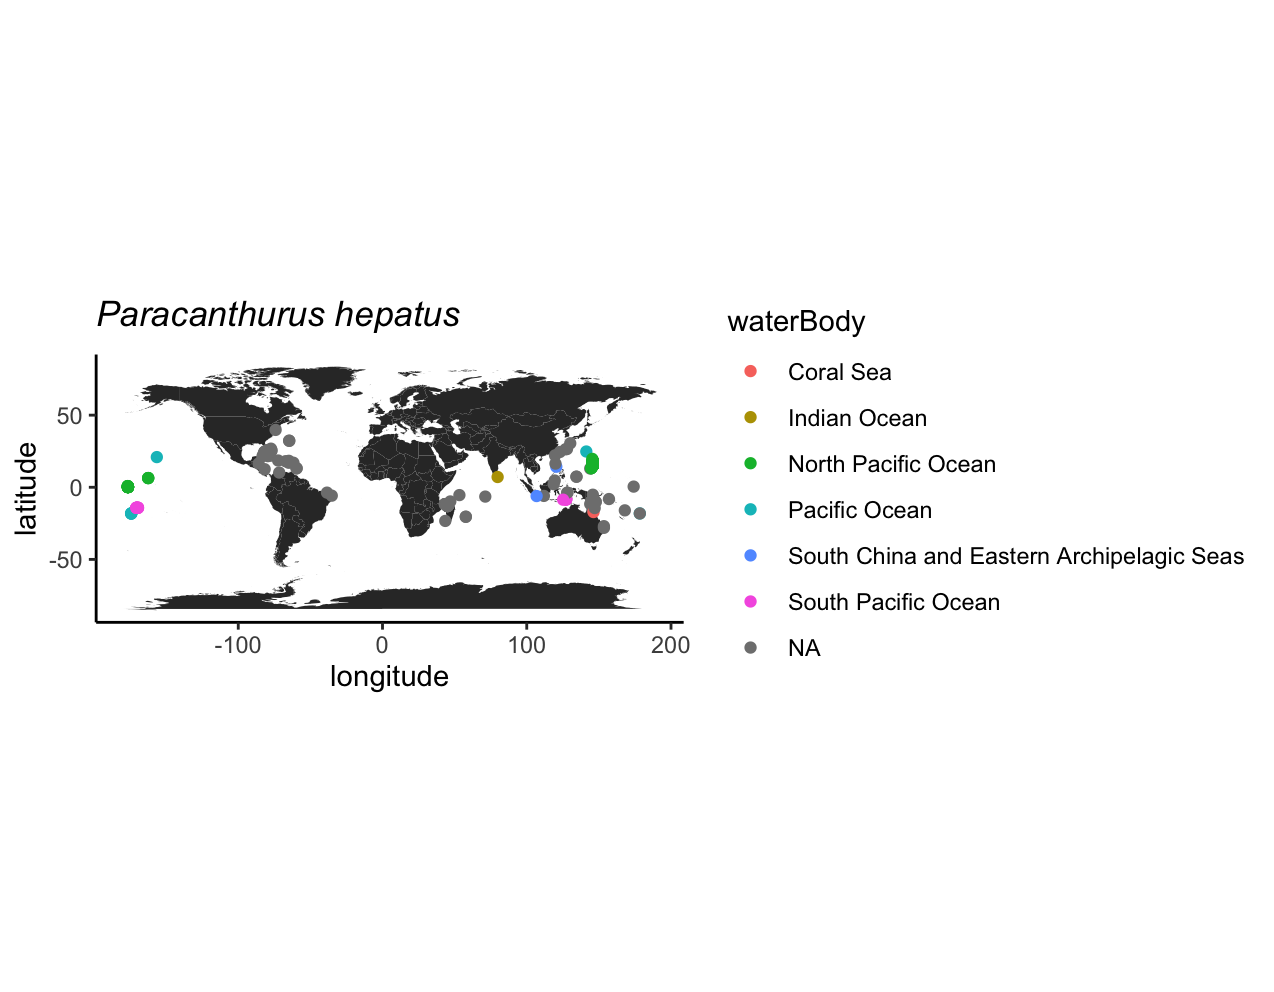 Paracanthurus hepatus
waterBody
Coral Sea
Indian Ocean
North Pacific Ocean
Pacific Ocean
South China and Eastern Archipelagic Seas
South Pacific Ocean
NA
latitude
50
0
-50
-100
0
100
200
longitude